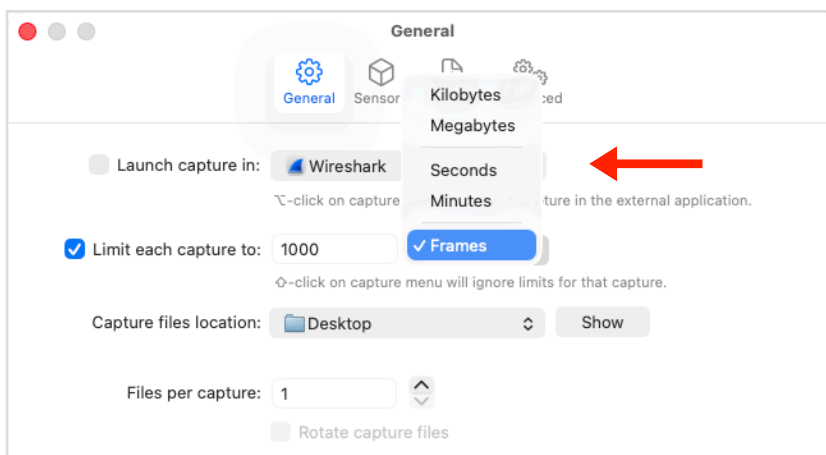 General
General Sensor ced
Kilobytes
Megabytes
Seconds
Minutes
✓ Frames
Launch capture in: Wireshark
⌥-click on capture ture in the external application.
Limit each capture to: 1000
⇧-click on capture menu will ignore limits for that capture.
Capture files location: Desktop Show
Files per capture: 1
Rotate capture files